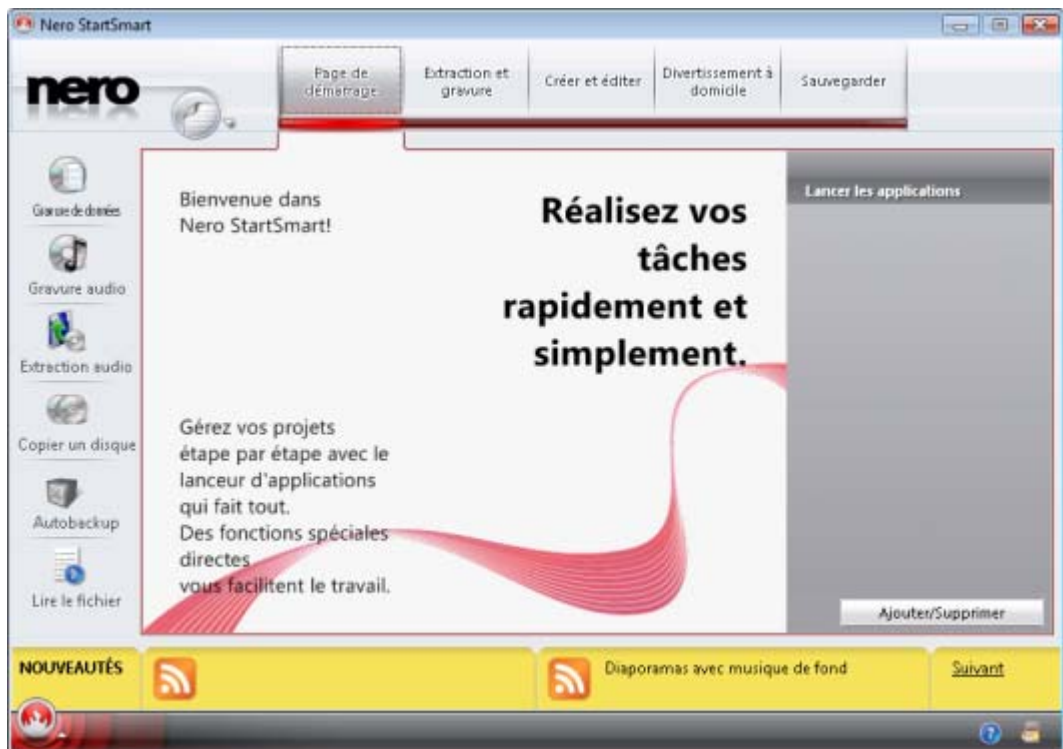 Nero StartSmart
nero
Page de
démarrage
Extraction et
gravure
Créer et éditer
Divertissement à
domicile
Sauvegarder
Gravure de données
Gravure audio
Extraction audio
Copier un disque
Autobackup
Lire le fichier
Bienvenue dans
Nero StartSmart!
Réalisez vos
tâches
rapidement et
simplement.
Gérez vos projets
étape par étape avec le
lanceur d'applications
qui fait tout.
Des fonctions spéciales
directes
vous facilitent le travail.
Lancer les applications
Ajouter/Supprimer
NOUVEAUTÉS
Diaporamas avec musique de fond
Suivant